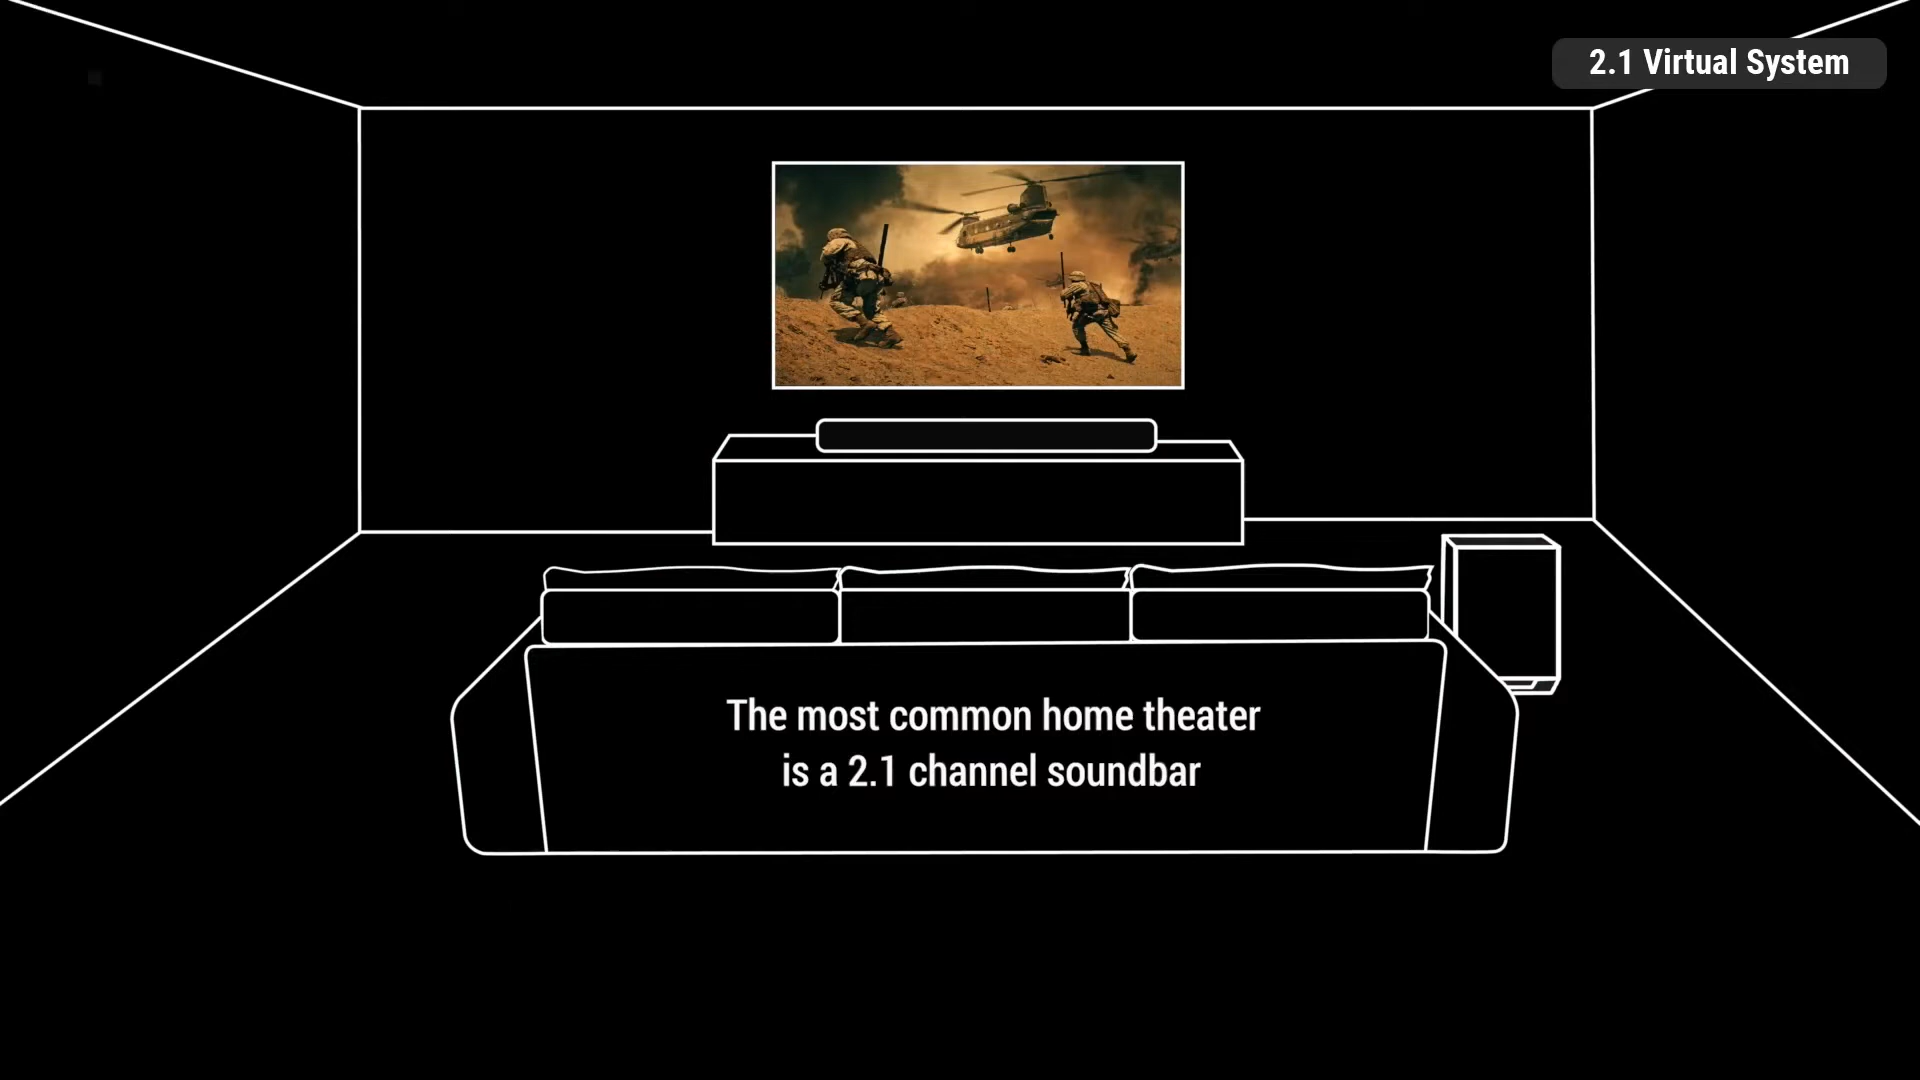 2.1 Virtual System
The most common home theater
is a 2.1 channel soundbar